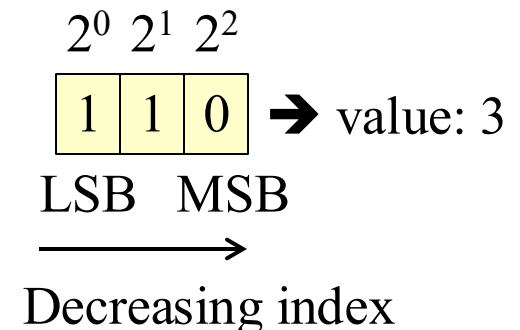 2⁰ 2¹ 2²
1 1 0 ➔ value: 3
LSB MSB
Decreasing index